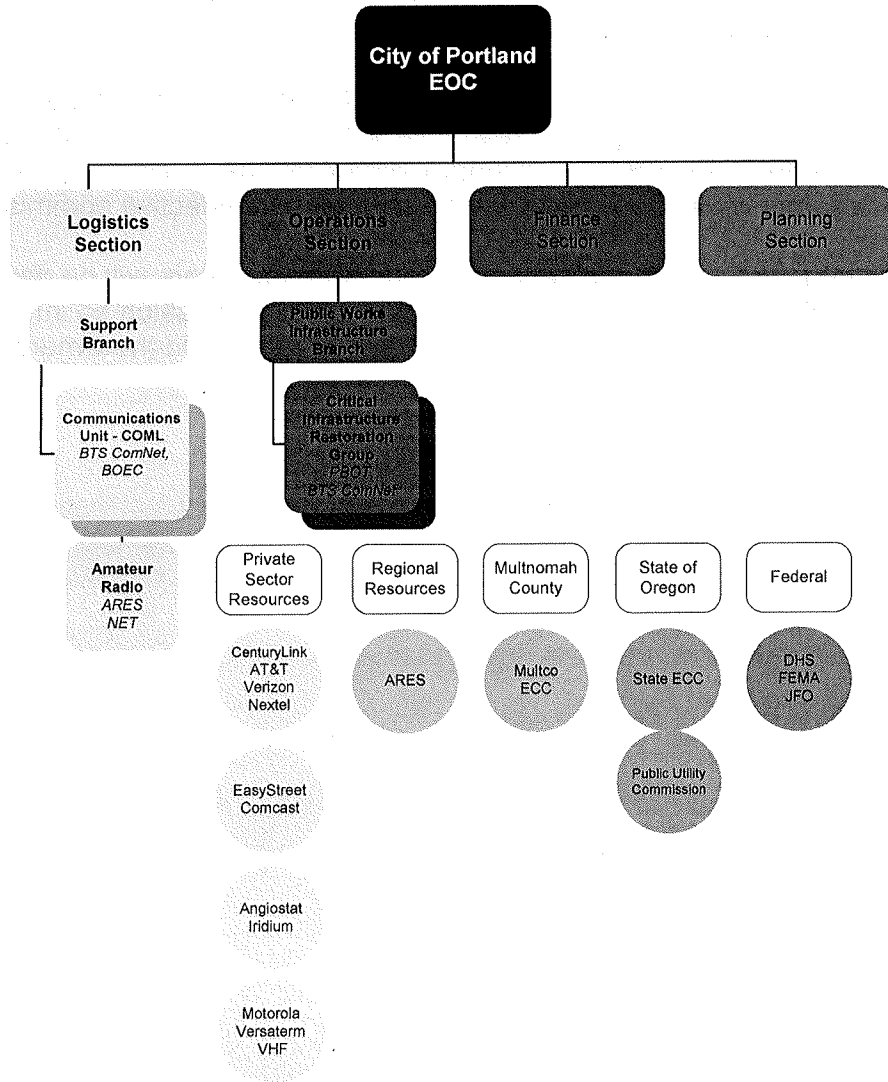 City of Portland
EOC
Logistics
Section
Operations
Section
Finance
Section
Planning
Section
Support
Branch
Public Works
Infrastructure
Branch
Communications
Unit - COML
BTS ComNet,
BOEC
Critical
Infrastructure
Rastoration
Group
PBOT
BTS ComNet
Amateur
Radio
ARES
NET
Private
Sector
Resources
Regional
Resources
Multnomah
County
State of
Oregon
Federal
CenturyLink
AT&T
Verizon
Nextel
ARES
Multco
ECC
State ECC
DHS
FEMA
JFO
Public Utility
Commission
EasyStreet
Comcast
Angiostat
Iridium
Motorola
Versaterm
VHF